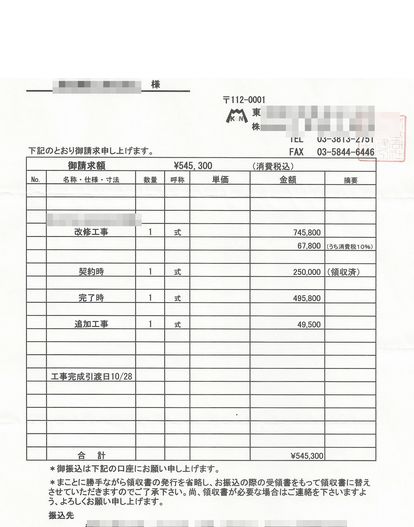 様
〒112-0001
MKN 東
株
TEL 03-3813-2751
FAX 03-5844-6446
下記のとおり御請求申し上げます。
御請求額 ¥545,300 (消費税込)
No. 名称・仕様・寸法 数量 呼称 単価 金額 摘要
改修工事 1 式 745,800
67,800 (うち消費税10%)
契約時 1 式 250,000 (領収済)
完了時 1 式 495,800
追加工事 1 式 49,500
工事完成引渡日10/28
合 計 ¥545,300
*御振込は下記の口座にお願い申し上げます。
*まことに勝手ながら領収書の発行を省略し、お振込の際の受領書をもって領収書に替え
させていただきますのでご了承下さい。尚、領収書が必要な場合はご連絡を下さいますよ
う、よろしくお願い申し上げます。
振込先